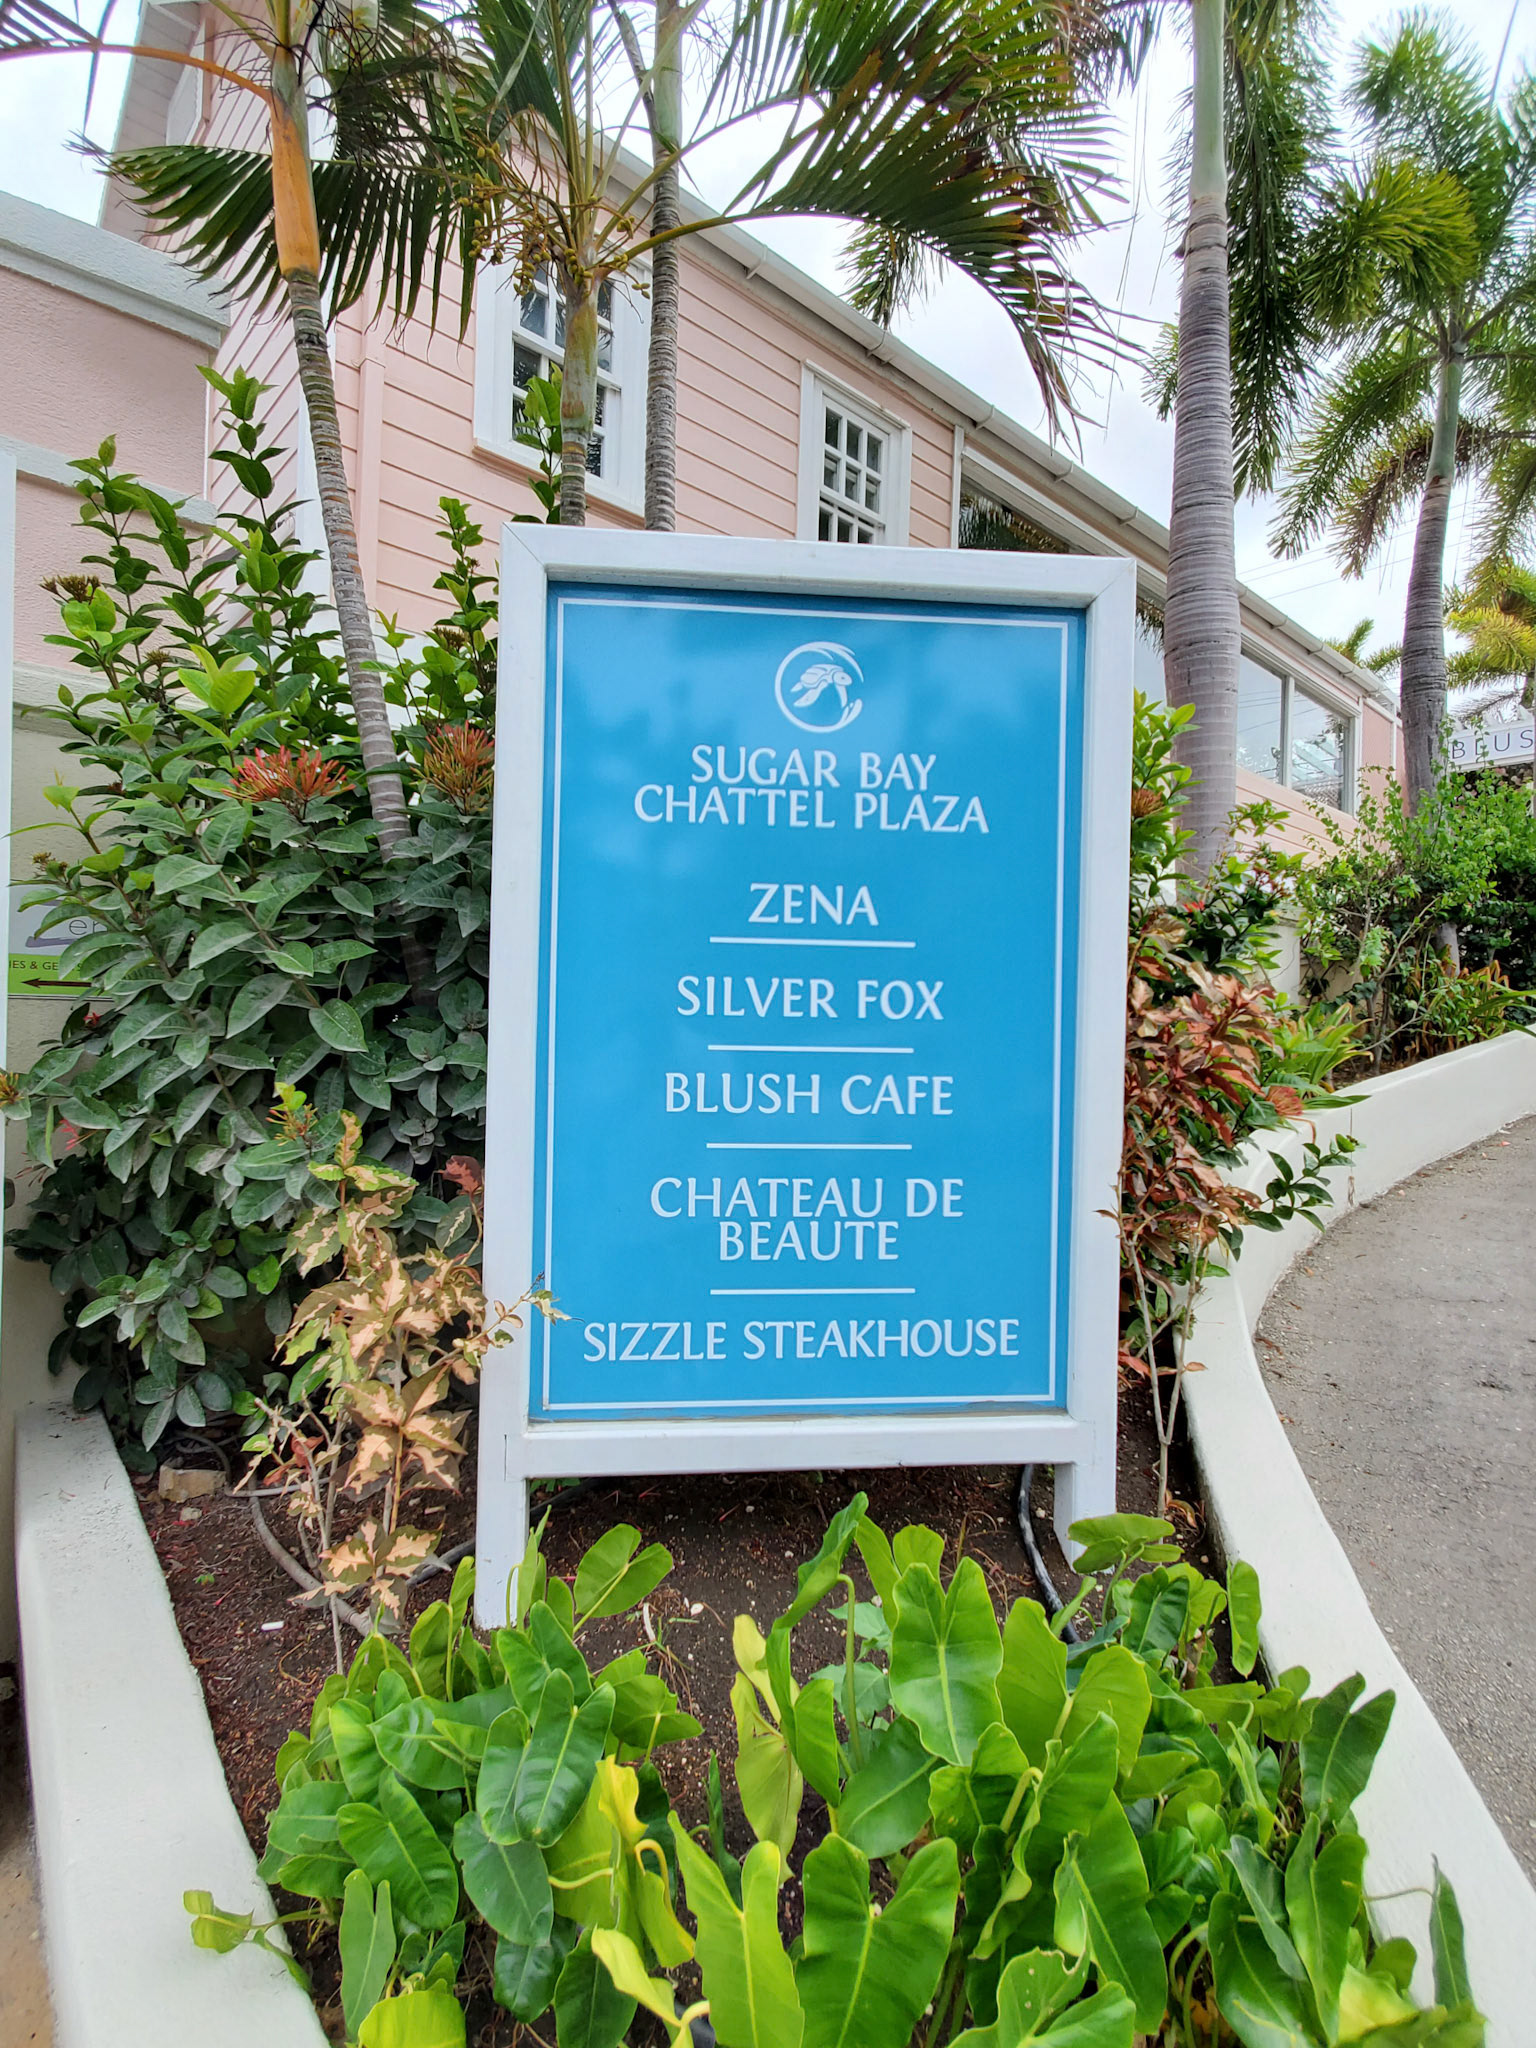 SUGAR BAY
CHATTEL PLAZA
ZENA
SILVER FOX
BLUSH CAFE
CHATEAU DE
BEAUTE
SIZZLE STEAKHOUSE